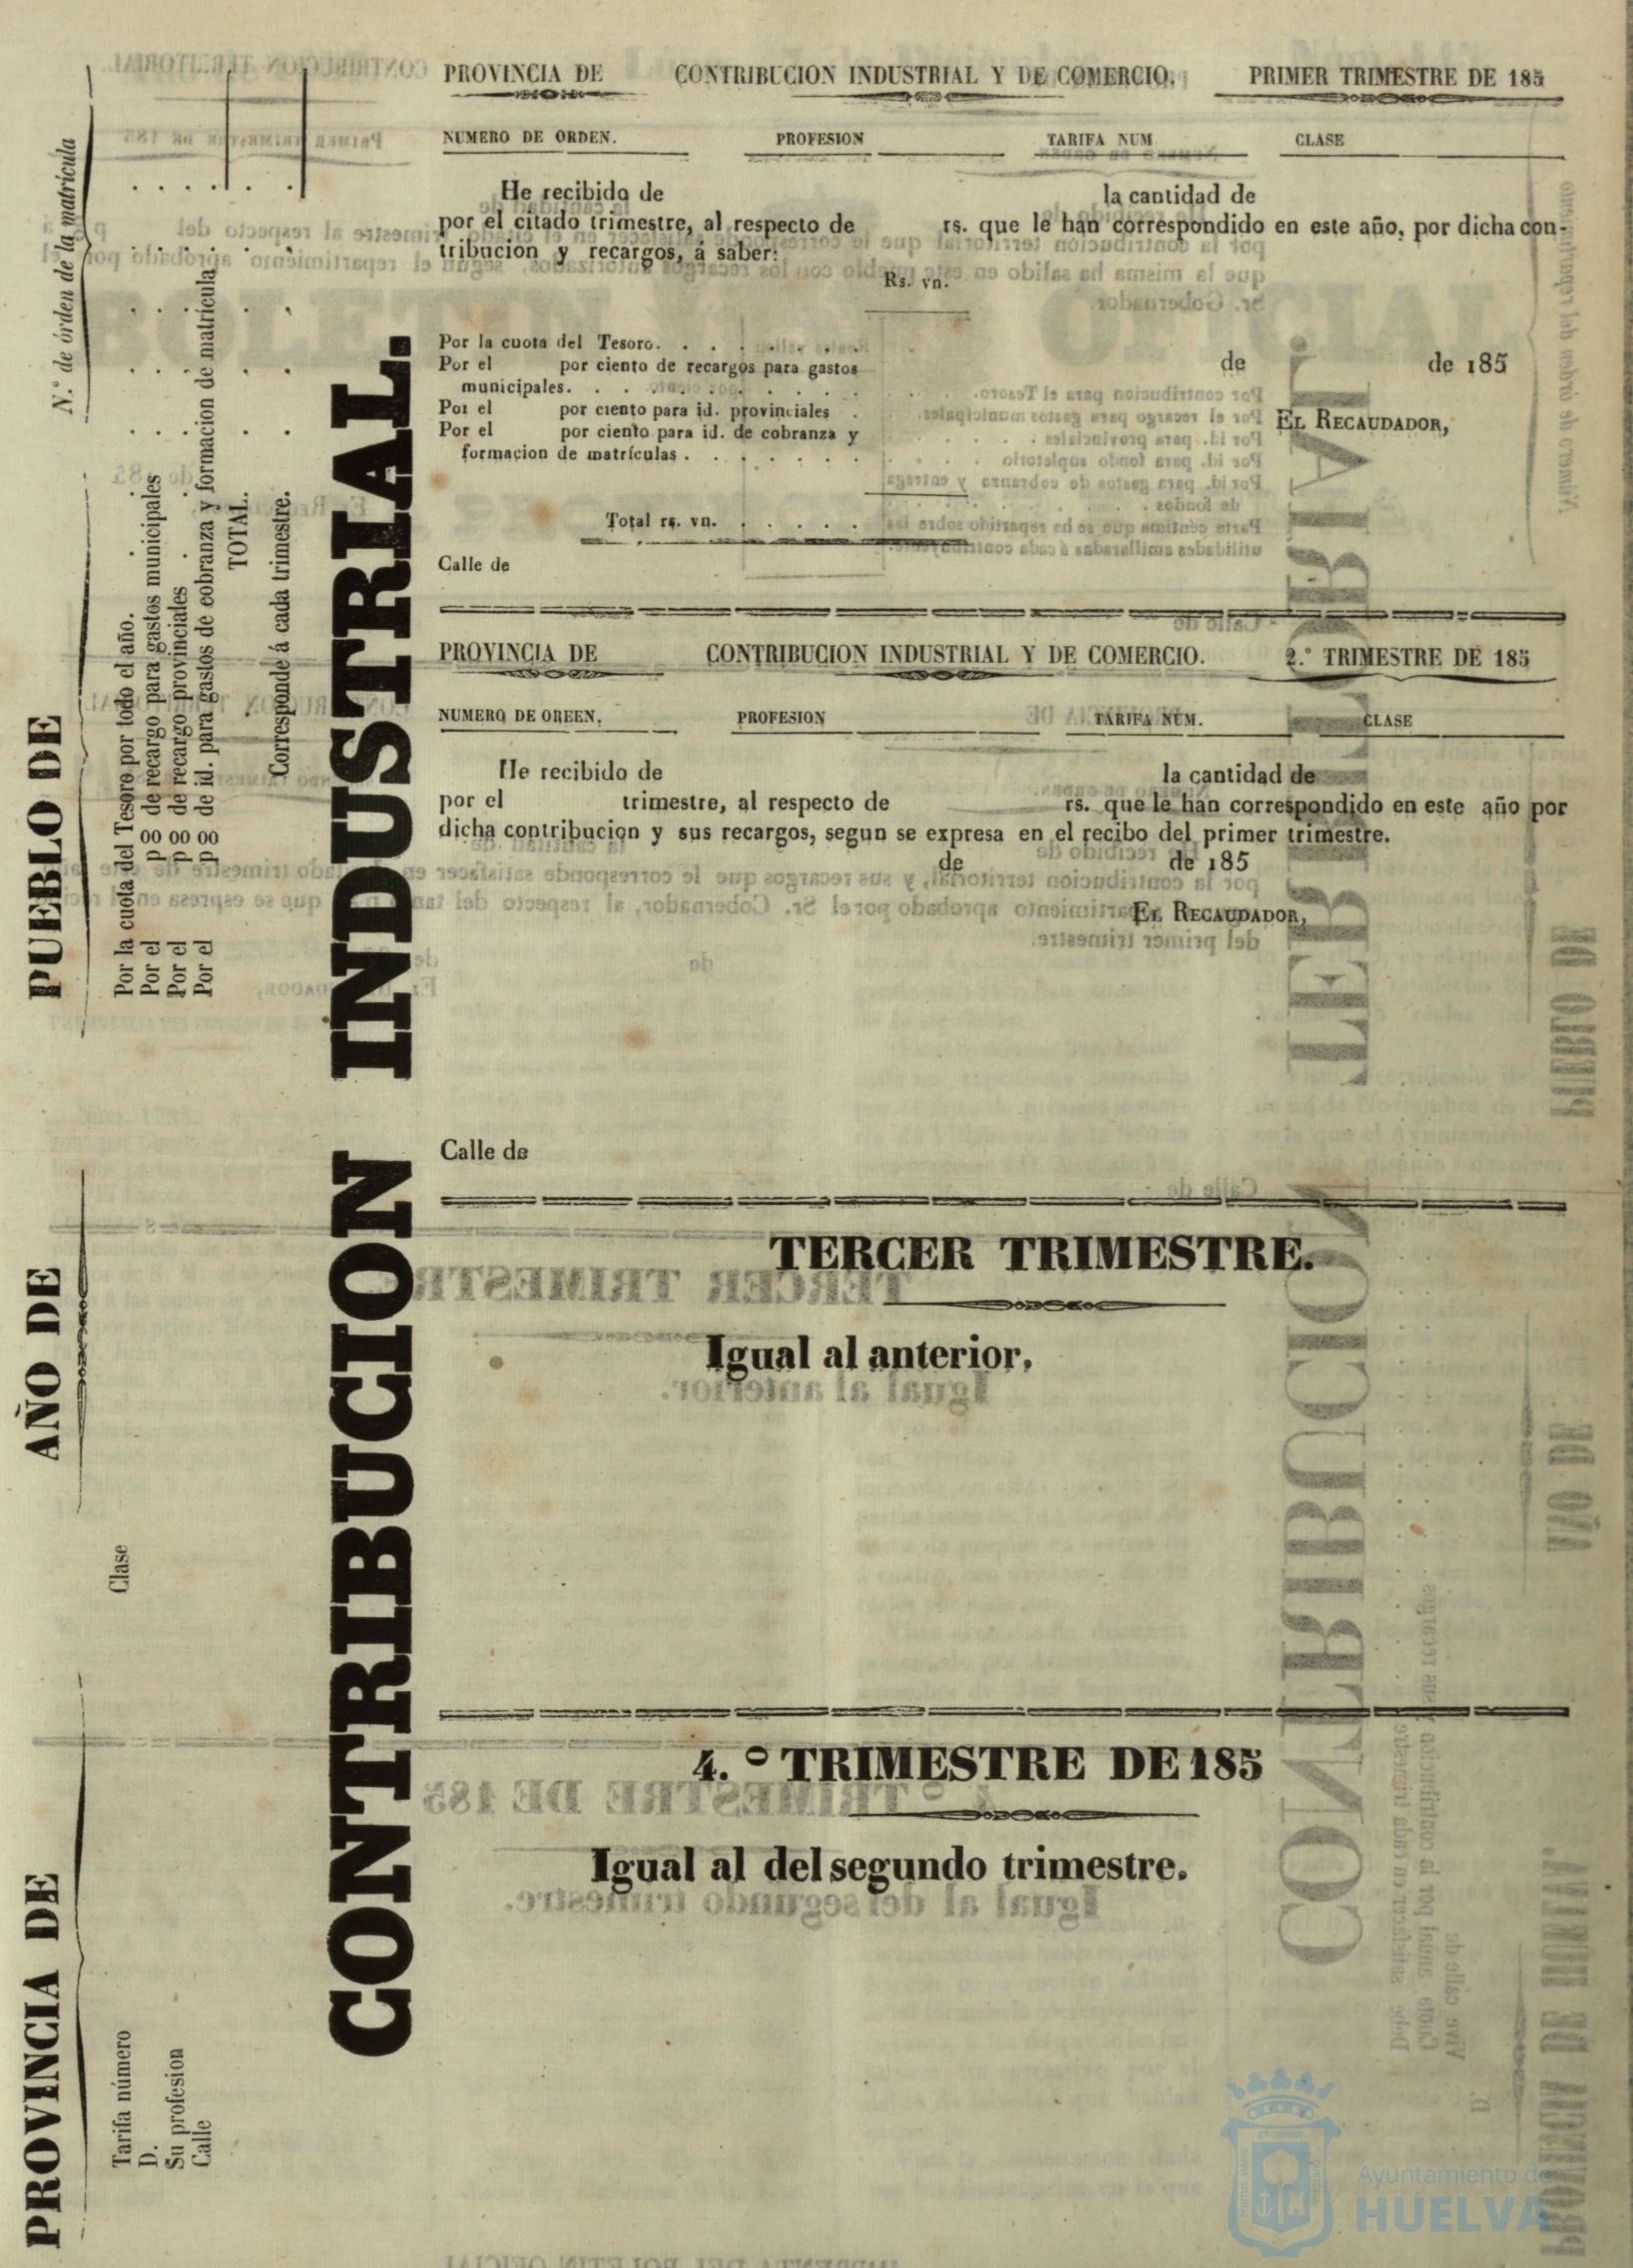 PROVINCIA DE CONTRIBUCION INDUSTRIAL Y DE COMERCIO. PRIMER TRIMESTRE DE 185
NUMERO DE ORDEN. PROFESION TARIFA NUM CLASE
He recibido de la cantidad de
por el citado trimestre, al respecto de rs. que le han correspondido en este año, por dicha con-
tribucion y recargos, á saber:
Rs. vn.
Por la cuota del Tesoro. . . . . . . . .
Por el por ciento de recargos para gastos
municipales. . . . . . . . . . . .
Por el por ciento para id. provinciales .
Por el por ciento para id. de cobranza y
formacion de matrículas . . . . . . .
Total rs. vn. . . . . .
de de 185
EL RECAUDADOR,
Calle de
PROVINCIA DE CONTRIBUCION INDUSTRIAL Y DE COMERCIO. 2.° TRIMESTRE DE 185
NUMERO DE OREEN. PROFESION TARIFA NUM. CLASE
He recibido de la cantidad de
por el trimestre, al respecto de rs. que le han correspondido en este año por
dicha contribucion y sus recargos, segun se expresa en el recibo del primer trimestre.
de de 185
EL RECAUDADOR,
Calle de
TERCER TRIMESTRE.
Igual al anterior.
4.° TRIMESTRE DE 185
Igual al del segundo trimestre.
CONTRIBUCION INDUSTRIAL.
PROVINCIA DE AÑO DE PUEBLO DE N.° de órden de la matrícula
Tarifa número Clase Por la cuota del Tesoro por todo el año.
D. Por el p 00 de recargo para gastos municipales
Su profesion Por el p 00 de recargo provinciales
Calle Por el p 00 de id. para gastos de cobranza y formacion de matrícula
TOTAL.
Corresponde á cada trimestre.
Ayuntamiento de
HUELVA